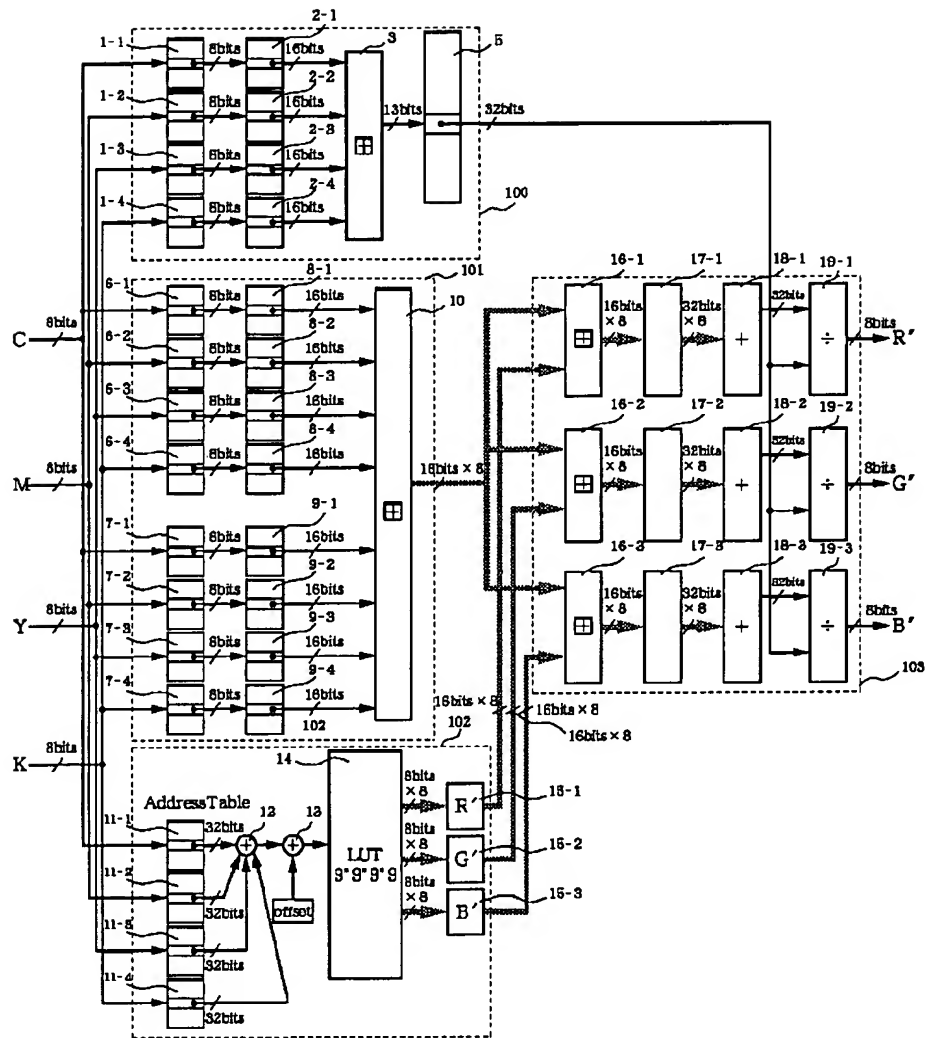 2-1
1-1 8bits 16bits 3 5
1-2 8bits 2-2 16bits 13bits 32bits
1-3 8bits 2-3 16bits
1-4 8bits 2-4 16bits
100
101
6-1 8bits 8-1 16bits 10
6-2 8bits 8-2 16bits
6-3 8bits 8-3 16bits
6-4 8bits 8-4 16bits
7-1 8bits 9-1 16bits
7-2 8bits 9-2 16bits
7-3 8bits 9-3 16bits
7-4 8bits 9-4 16bits
102
C 8bits
M 8bits
Y 8bits
K 8bits
16bits × 8
16-1 17-1 18-1 19-1
16bits × 8 32bits × 8 + 32bits ÷ 8bits R′
16-2 17-2 18-2 19-2
16bits × 8 32bits × 8 + 32bits ÷ 8bits G′
16-3 17-3 18-3 19-3
16bits × 8 32bits × 8 + 32bits ÷ 8bits B′
103
16bits × 8
16bits × 8
16bits × 8
102
14
AddressTable
11-1 32bits 12 13
11-2 32bits
11-3 32bits
11-4 32bits
+ +
offset
LUT
9*9*9*9
8bits × 8 R′ 15-1
8bits × 8 G′ 15-2
8bits × 8 B′ 15-3